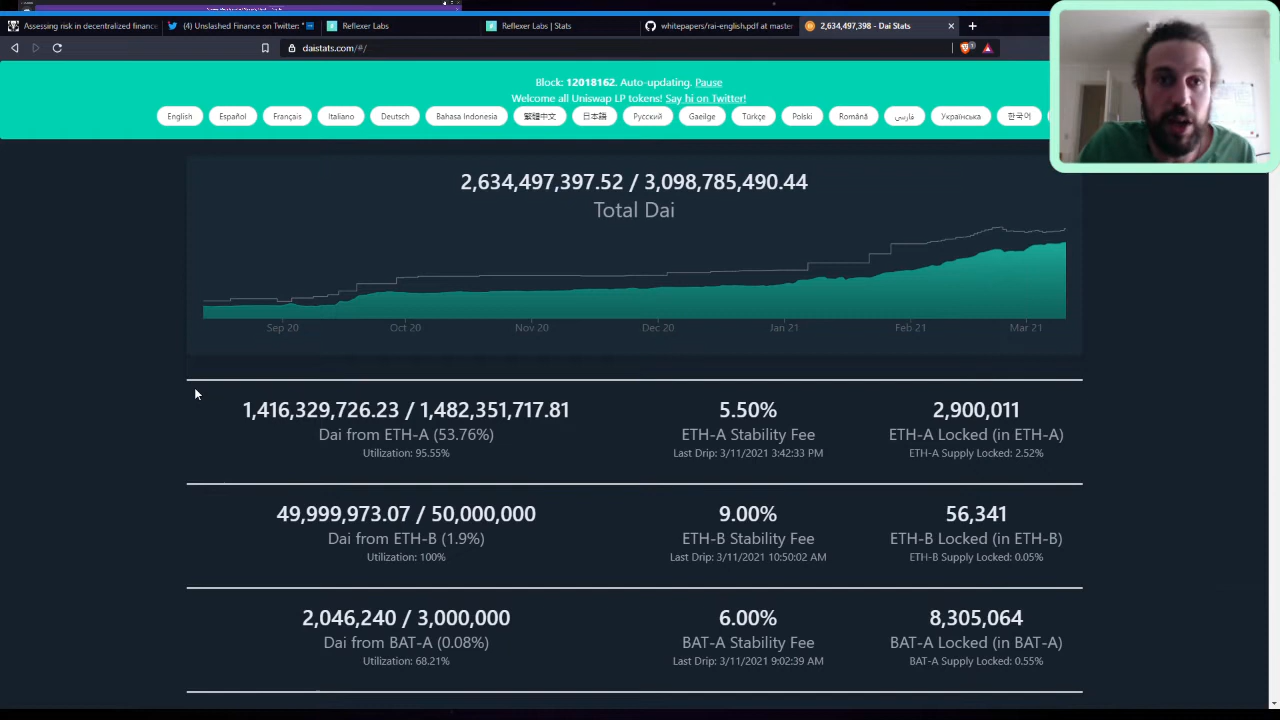 Assessing risk in decentralized financ
(4) Unslashed Finance on Twitter: "
Reflexer Labs
Reflexer Labs | Stats
whitepapers/rai-english.pdf at master
2,634,497,398 - Dai Stats
daistats.com/#/
Block: 12018162. Auto-updating. Pause
Welcome all Uniswap LP tokens! Say hi on Twitter!
English Español Français Italiano Deutsch Bahasa Indonesia 繁體中文 日本語 Русский Gaeilge Türkçe Polski Română فارسی Українська 한국어
2,634,497,397.52 / 3,098,785,490.44
Total Dai
Sep 20 Oct 20 Nov 20 Dec 20 Jan 21 Feb 21 Mar 21
1,416,329,726.23 / 1,482,351,717.81 5.50% 2,900,011
Dai from ETH-A (53.76%) ETH-A Stability Fee ETH-A Locked (in ETH-A)
Utilization: 95.55% Last Drip: 3/11/2021 3:42:33 PM ETH-A Supply Locked: 2.52%
49,999,973.07 / 50,000,000 9.00% 56,341
Dai from ETH-B (1.9%) ETH-B Stability Fee ETH-B Locked (in ETH-B)
Utilization: 100% Last Drip: 3/11/2021 10:50:02 AM ETH-B Supply Locked: 0.05%
2,046,240 / 3,000,000 6.00% 8,305,064
Dai from BAT-A (0.08%) BAT-A Stability Fee BAT-A Locked (in BAT-A)
Utilization: 68.21% Last Drip: 3/11/2021 9:02:39 AM BAT-A Supply Locked: 0.55%